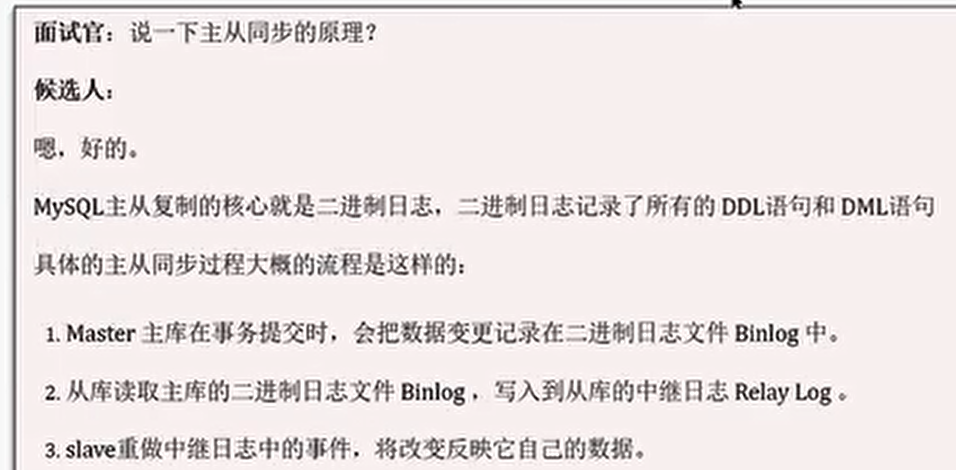 面试官：说一下主从同步的原理？
候选人：
嗯，好的。
MySQL主从复制的核心就是二进制日志，二进制日志记录了所有的 DDL语句和 DML语句
具体的主从同步过程大概的流程是这样的：
1. Master 主库在事务提交时，会把数据变更记录在二进制日志文件 Binlog 中。
2. 从库读取主库的二进制日志文件 Binlog ，写入到从库的中继日志 Relay Log 。
3. slave重做中继日志中的事件，将改变反映它自己的数据。